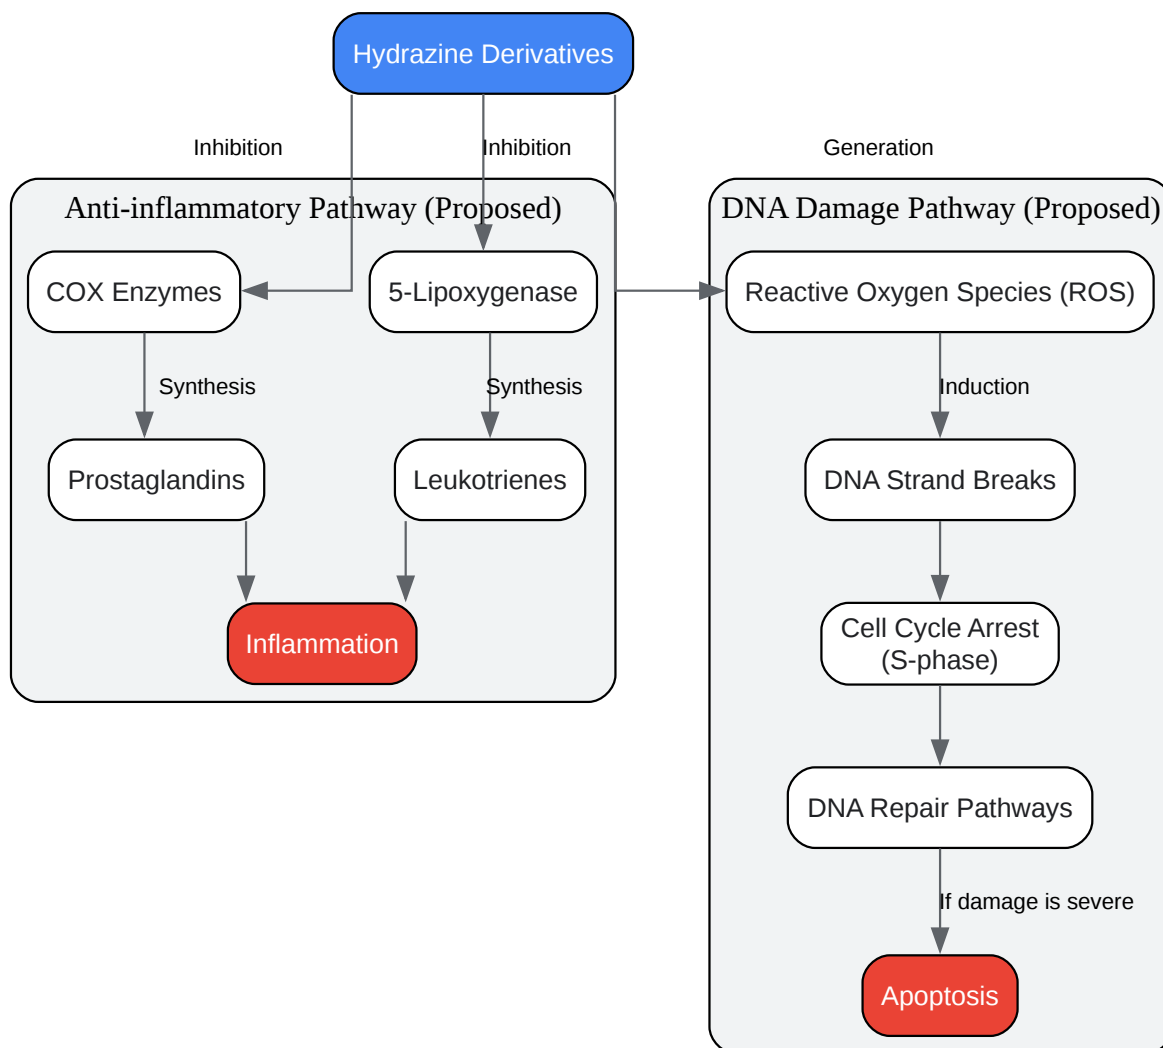 Hydrazine Derivatives
Inhibition
Inhibition
Generation
Anti-inflammatory Pathway (Proposed)
DNA Damage Pathway (Proposed)
COX Enzymes
5-Lipoxygenase
Reactive Oxygen Species (ROS)
Synthesis
Synthesis
Induction
Prostaglandins
Leukotrienes
DNA Strand Breaks
Inflammation
Cell Cycle Arrest
(S-phase)
DNA Repair Pathways
If damage is severe
Apoptosis